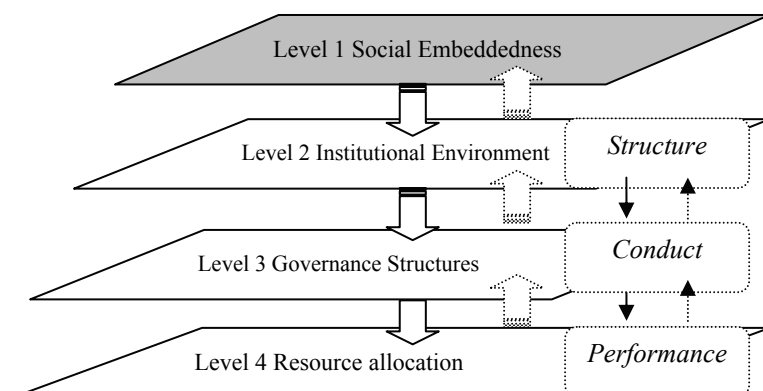 Level 1 Social Embeddedness
Level 2 Institutional Environment
Structure
Level 3 Governance Structures
Conduct
Level 4 Resource allocation
Performance